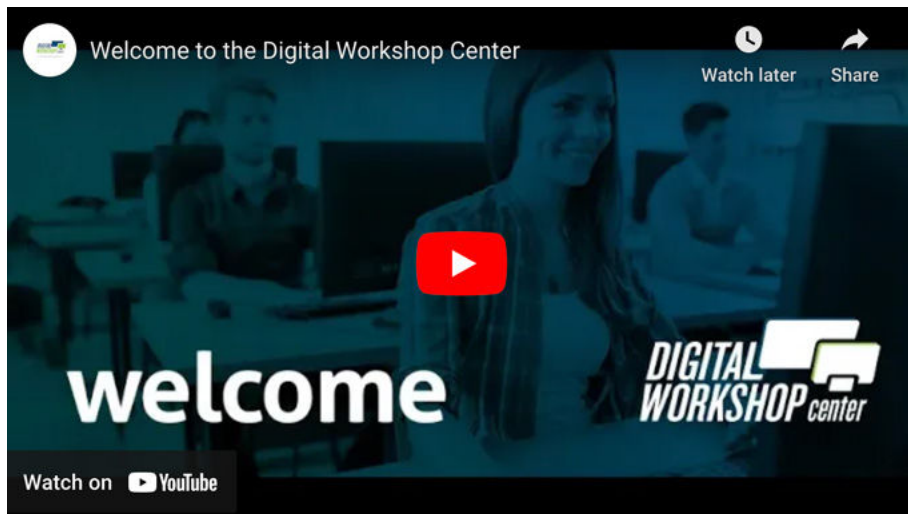 Welcome to the Digital Workshop Center
Watch later
Share
welcome
DIGITAL
WORKSHOP center
Watch on YouTube